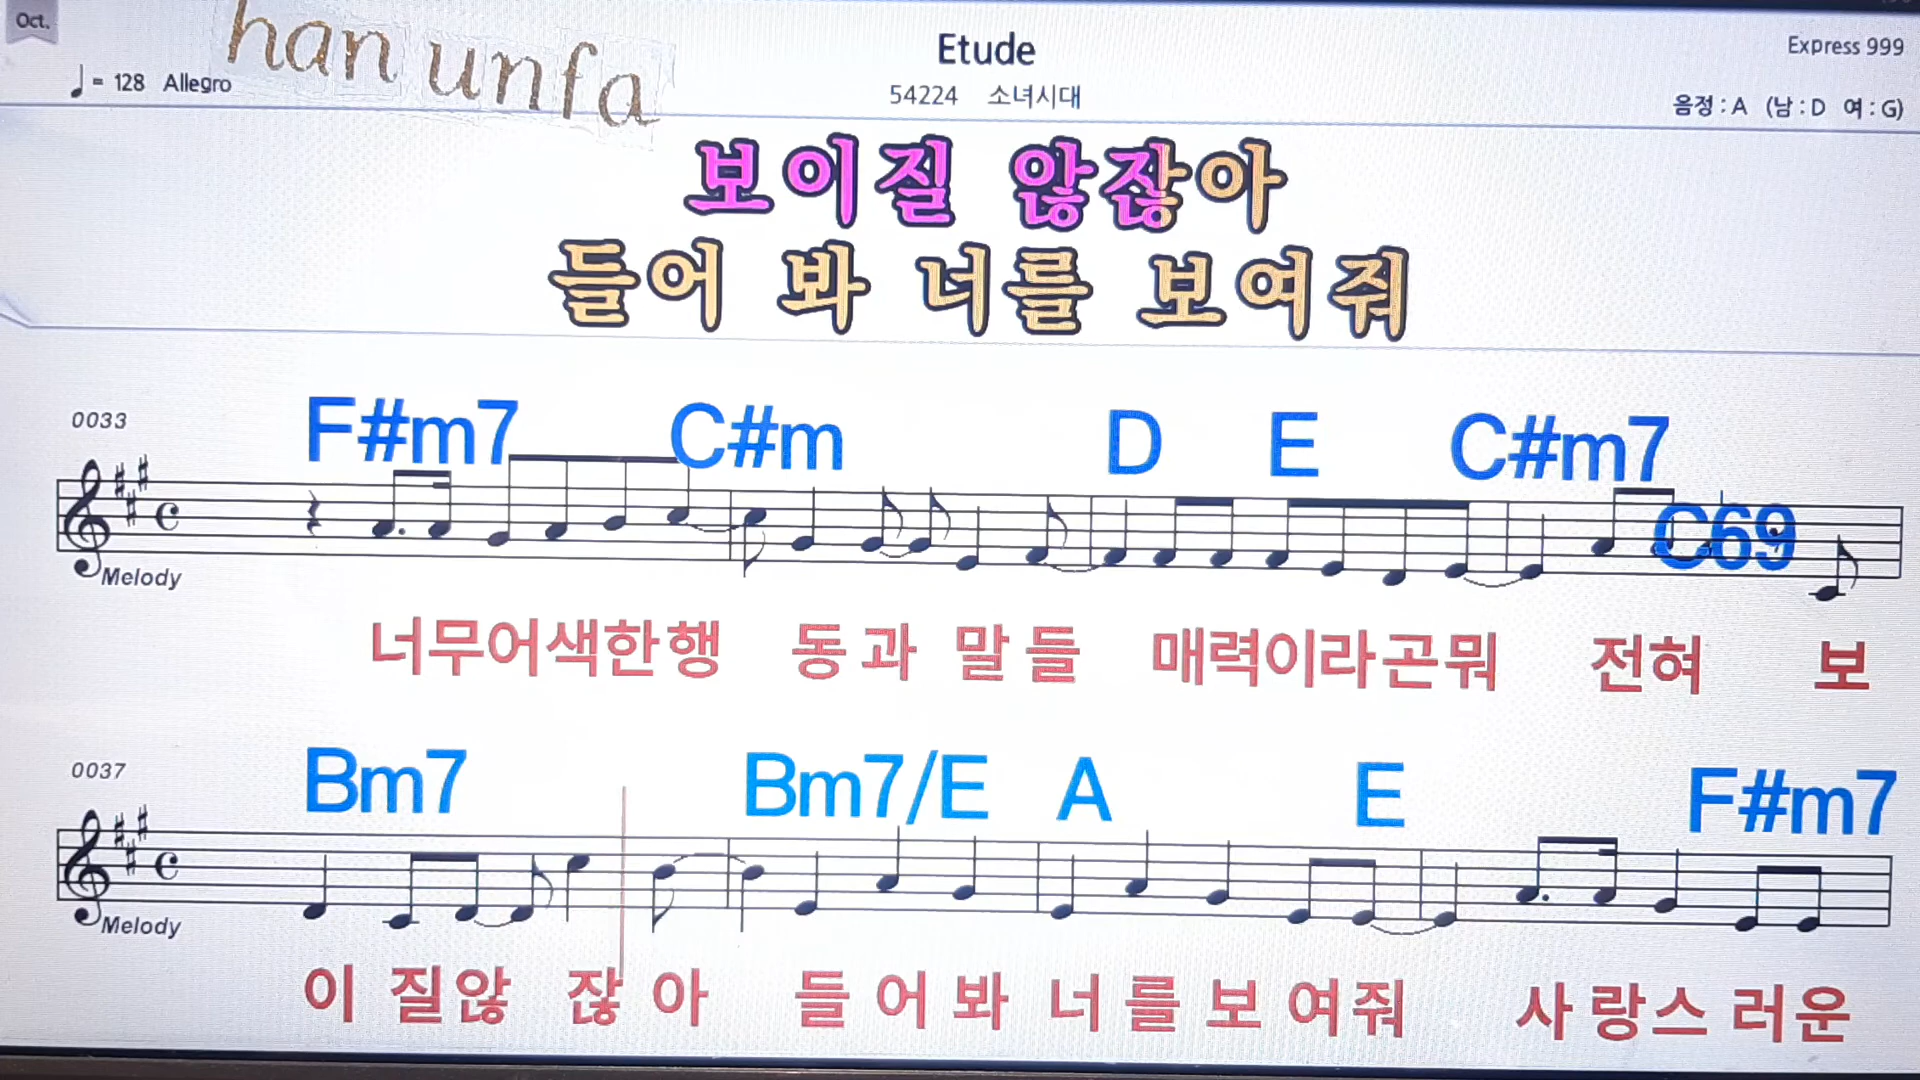 Oct.
han unfa
Etude
Express 999
♩= 128 Allegro
54224 소녀시대
음정 : A (남 : D 여 : G)
보이질 않잖아
들어 봐 너를 보여줘
0033
F#m7 C#m D E C#m7
C69
Melody
너무어색한행 동과 말들 매력이라곤뭐 전혀 보
0037
Bm7 Bm7/E A E F#m7
Melody
이 질않 잖아 들어봐 너를보여줘 사랑스러운